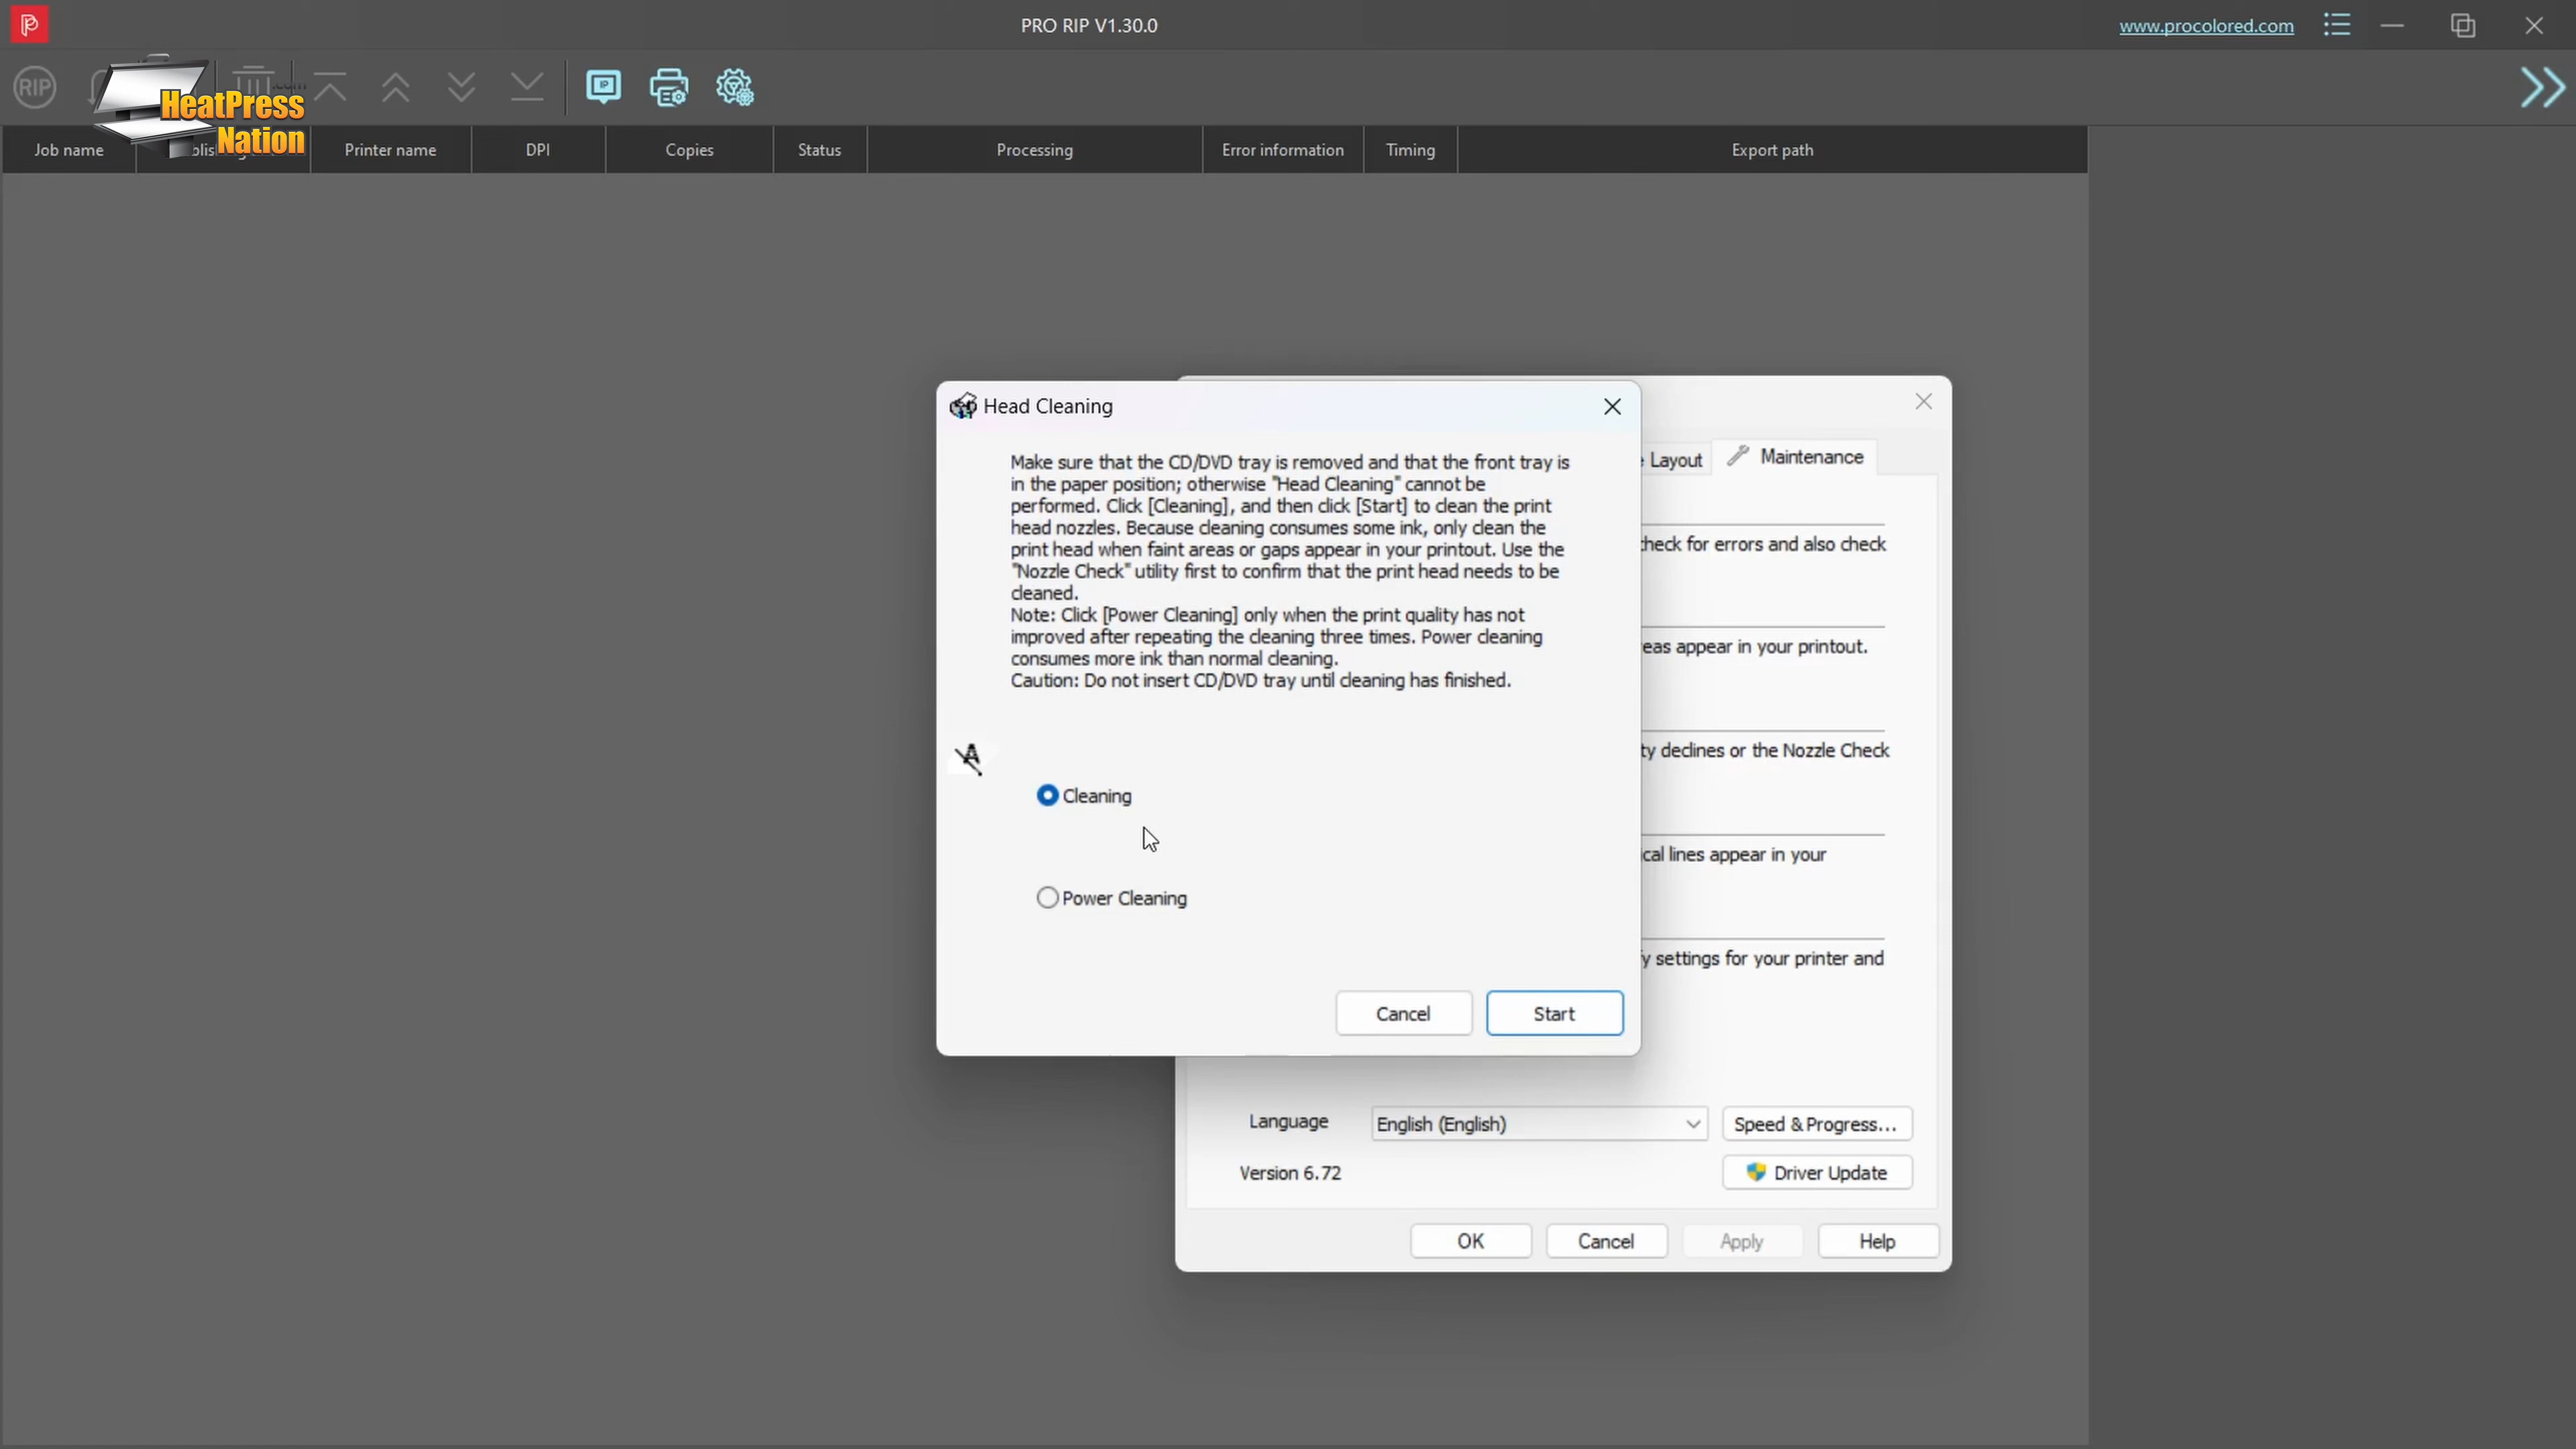 PRO RIP V1.30.0
www.procolored.com
RIP
HeatPress
Nation
.com
Job name
Printer name
DPI
Copies
Status
Processing
Error information
Timing
Export path
Head Cleaning
Make sure that the CD/DVD tray is removed and that the front tray is
in the paper position; otherwise "Head Cleaning" cannot be
performed. Click [Cleaning], and then click [Start] to clean the print
head nozzles. Because cleaning consumes some ink, only clean the
print head when faint areas or gaps appear in your printout. Use the
"Nozzle Check" utility first to confirm that the print head needs to be
cleaned.
Note: Click [Power Cleaning] only when the print quality has not
improved after repeating the cleaning three times. Power cleaning
consumes more ink than normal cleaning.
Caution: Do not insert CD/DVD tray until cleaning has finished.
Cleaning
Power Cleaning
Cancel
Start
Layout
Maintenance
check for errors and also check
eas appear in your printout.
ty declines or the Nozzle Check
ical lines appear in your
fy settings for your printer and
Language
English (English)
Speed & Progress...
Version 6.72
Driver Update
OK
Cancel
Apply
Help